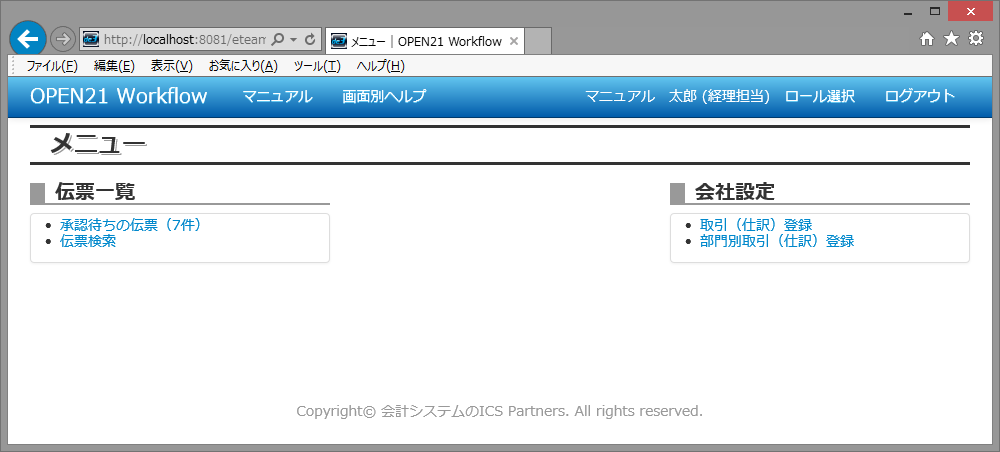 http://localhost:8081/eteam
メニュー | OPEN21 Workflow
ファイル(F) 編集(E) 表示(V) お気に入り(A) ツール(T) ヘルプ(H)
OPEN21 Workflow マニュアル 画面別ヘルプ マニュアル 太郎 (経理担当) ロール選択 ログアウト
メニュー
伝票一覧
承認待ちの伝票（7件）
伝票検索
会社設定
取引（仕訳）登録
部門別取引（仕訳）登録
Copyright© 会計システムのICS Partners. All rights reserved.